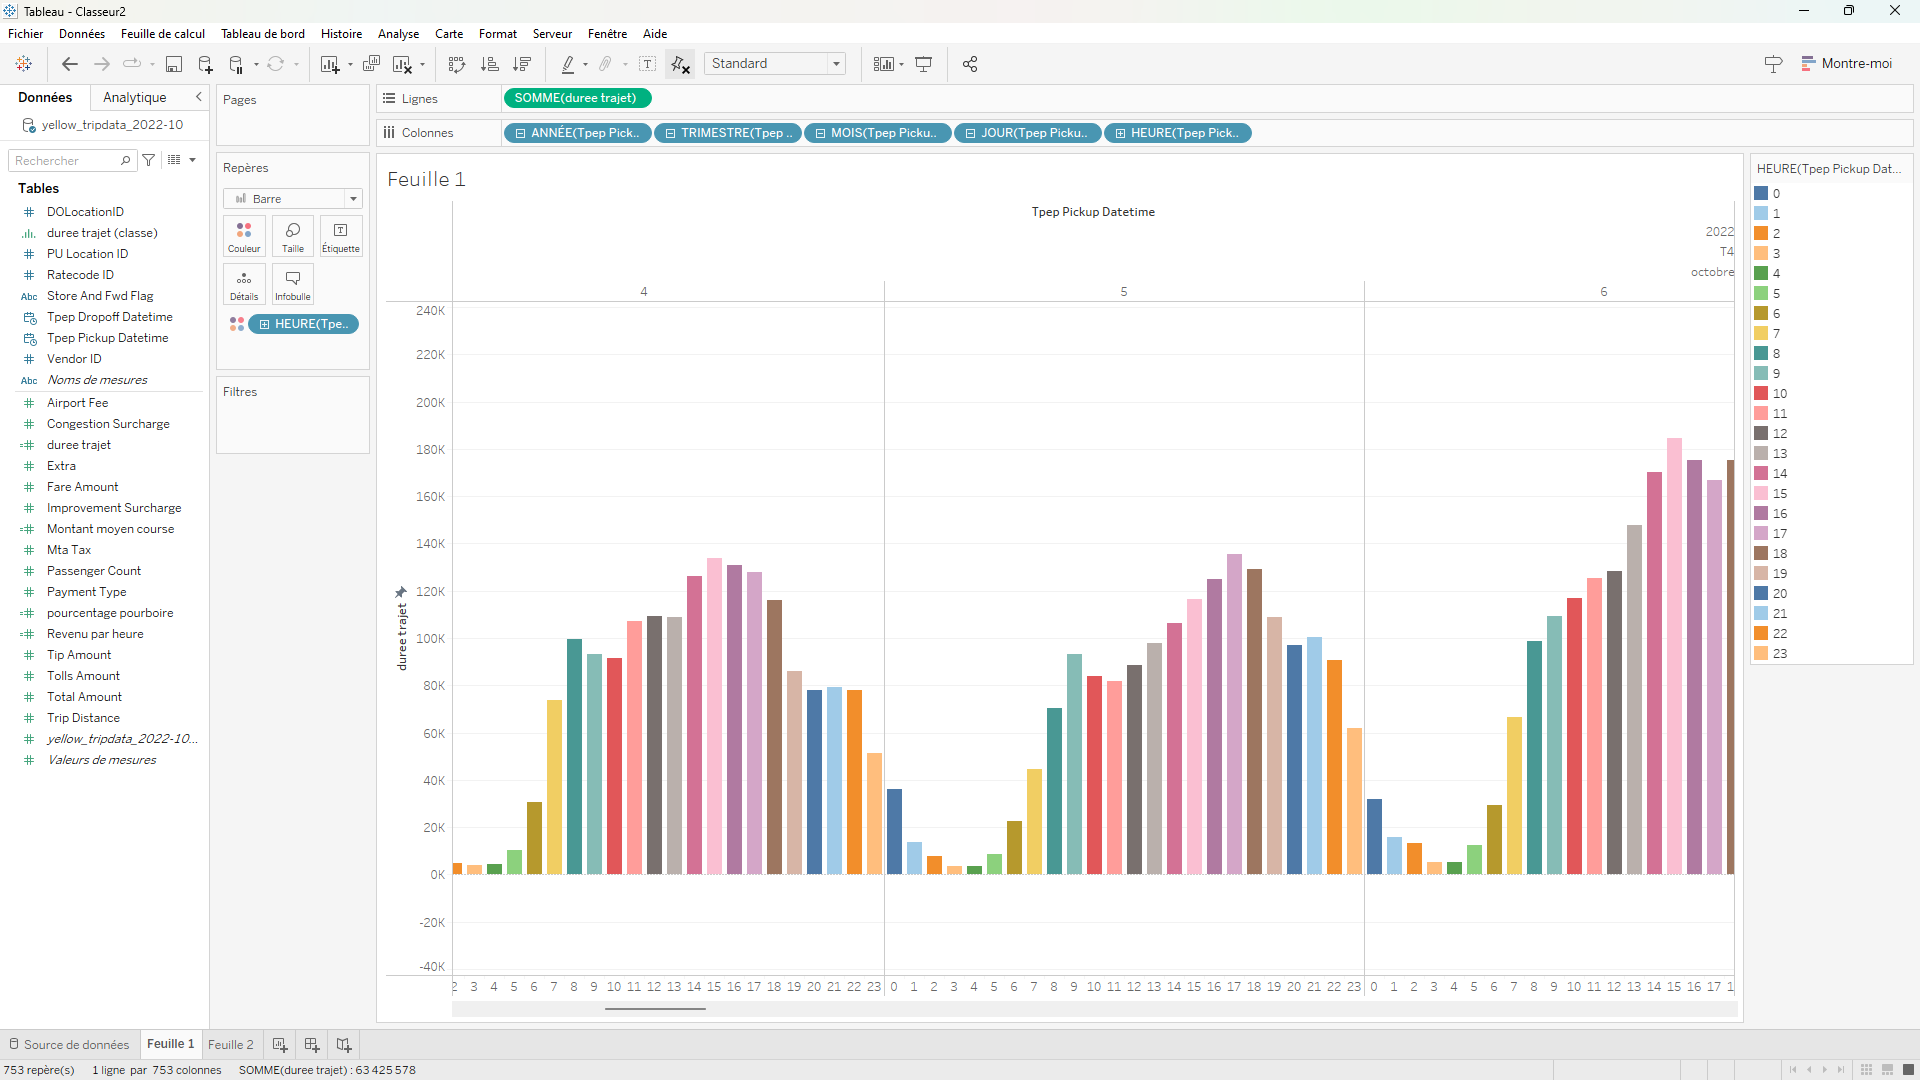 Tableau - Classeur2
Fichier Données Feuille de calcul Tableau de bord Histoire Analyse Carte Format Serveur Fenêtre Aide
Standard
Montre-moi
Données Analytique
yellow_tripdata_2022-10
Rechercher
Tables
DOLocationID
duree trajet (classe)
PU Location ID
Ratecode ID
Abc Store And Fwd Flag
Tpep Dropoff Datetime
Tpep Pickup Datetime
Vendor ID
Abc Noms de mesures
Airport Fee
Congestion Surcharge
duree trajet
Extra
Fare Amount
Improvement Surcharge
Montant moyen course
Mta Tax
Passenger Count
Payment Type
pourcentage pourboire
Revenu par heure
Tip Amount
Tolls Amount
Total Amount
Trip Distance
yellow_tripdata_2022-10...
Valeurs de mesures
Pages
Repères
Barre
Couleur Taille Étiquette
Détails Infobulle
HEURE(Tpe..
Filtres
Lignes SOMME(duree trajet)
Colonnes ANNÉE(Tpep Pick.. TRIMESTRE(Tpep .. MOIS(Tpep Picku.. JOUR(Tpep Picku.. HEURE(Tpep Pick..
Feuille 1
Tpep Pickup Datetime
2022
T4
octobre
4 5 6
240K
220K
200K
180K
160K
140K
120K
100K
80K
60K
40K
20K
0K
-20K
-40K
duree trajet
2 3 4 5 6 7 8 9 10 11 12 13 14 15 16 17 18 19 20 21 22 23 0 1 2 3 4 5 6 7 8 9 10 11 12 13 14 15 16 17 18 19 20 21 22 23 0 1 2 3 4 5 6 7 8 9 10 11 12 13 14 15 16 17 1
HEURE(Tpep Pickup Dat...
0
1
2
3
4
5
6
7
8
9
10
11
12
13
14
15
16
17
18
19
20
21
22
23
Source de données Feuille 1 Feuille 2
753 repère(s) 1 ligne par 753 colonnes SOMME(duree trajet) : 63 425 578